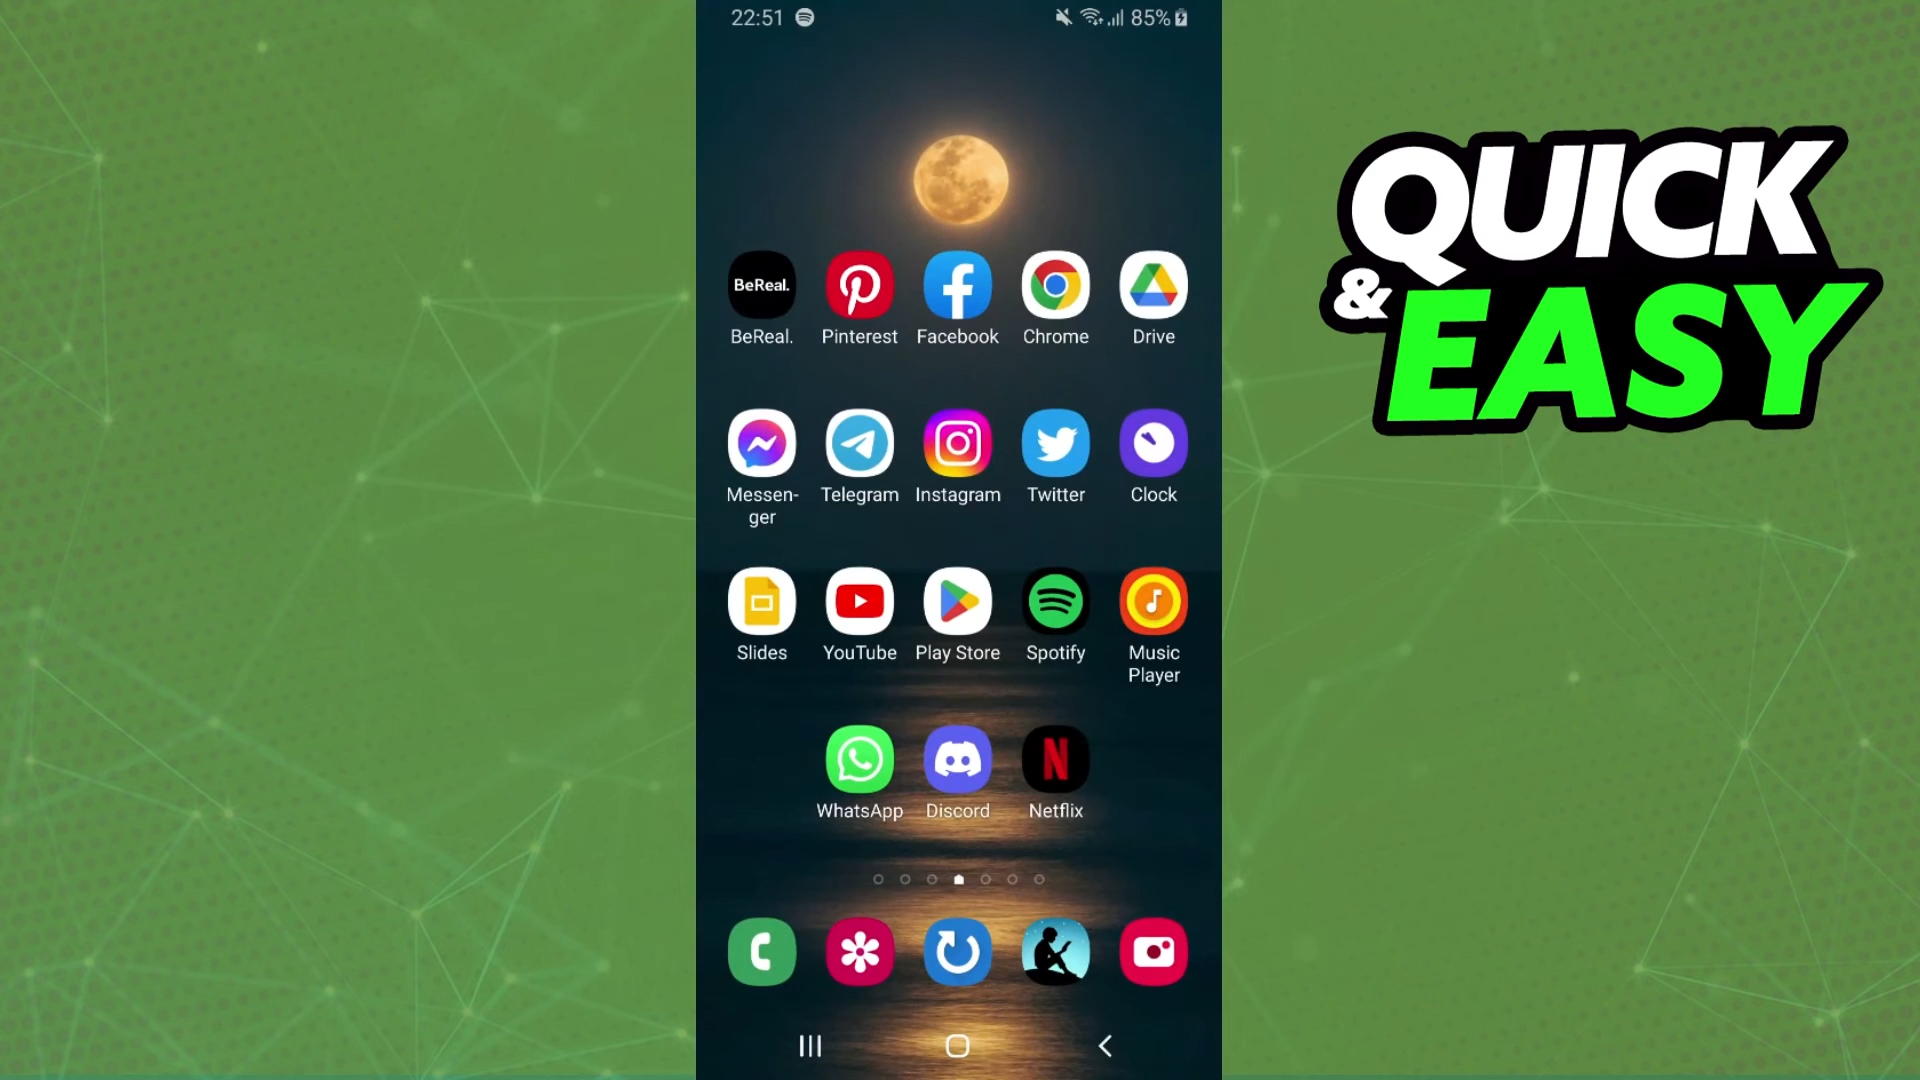 22:51 85%
QUICK
& EASY
BeReal.
BeReal. Pinterest Facebook Chrome Drive
Messen-
ger Telegram Instagram Twitter Clock
Slides YouTube Play Store Spotify Music
Player
N
WhatsApp Discord Netflix